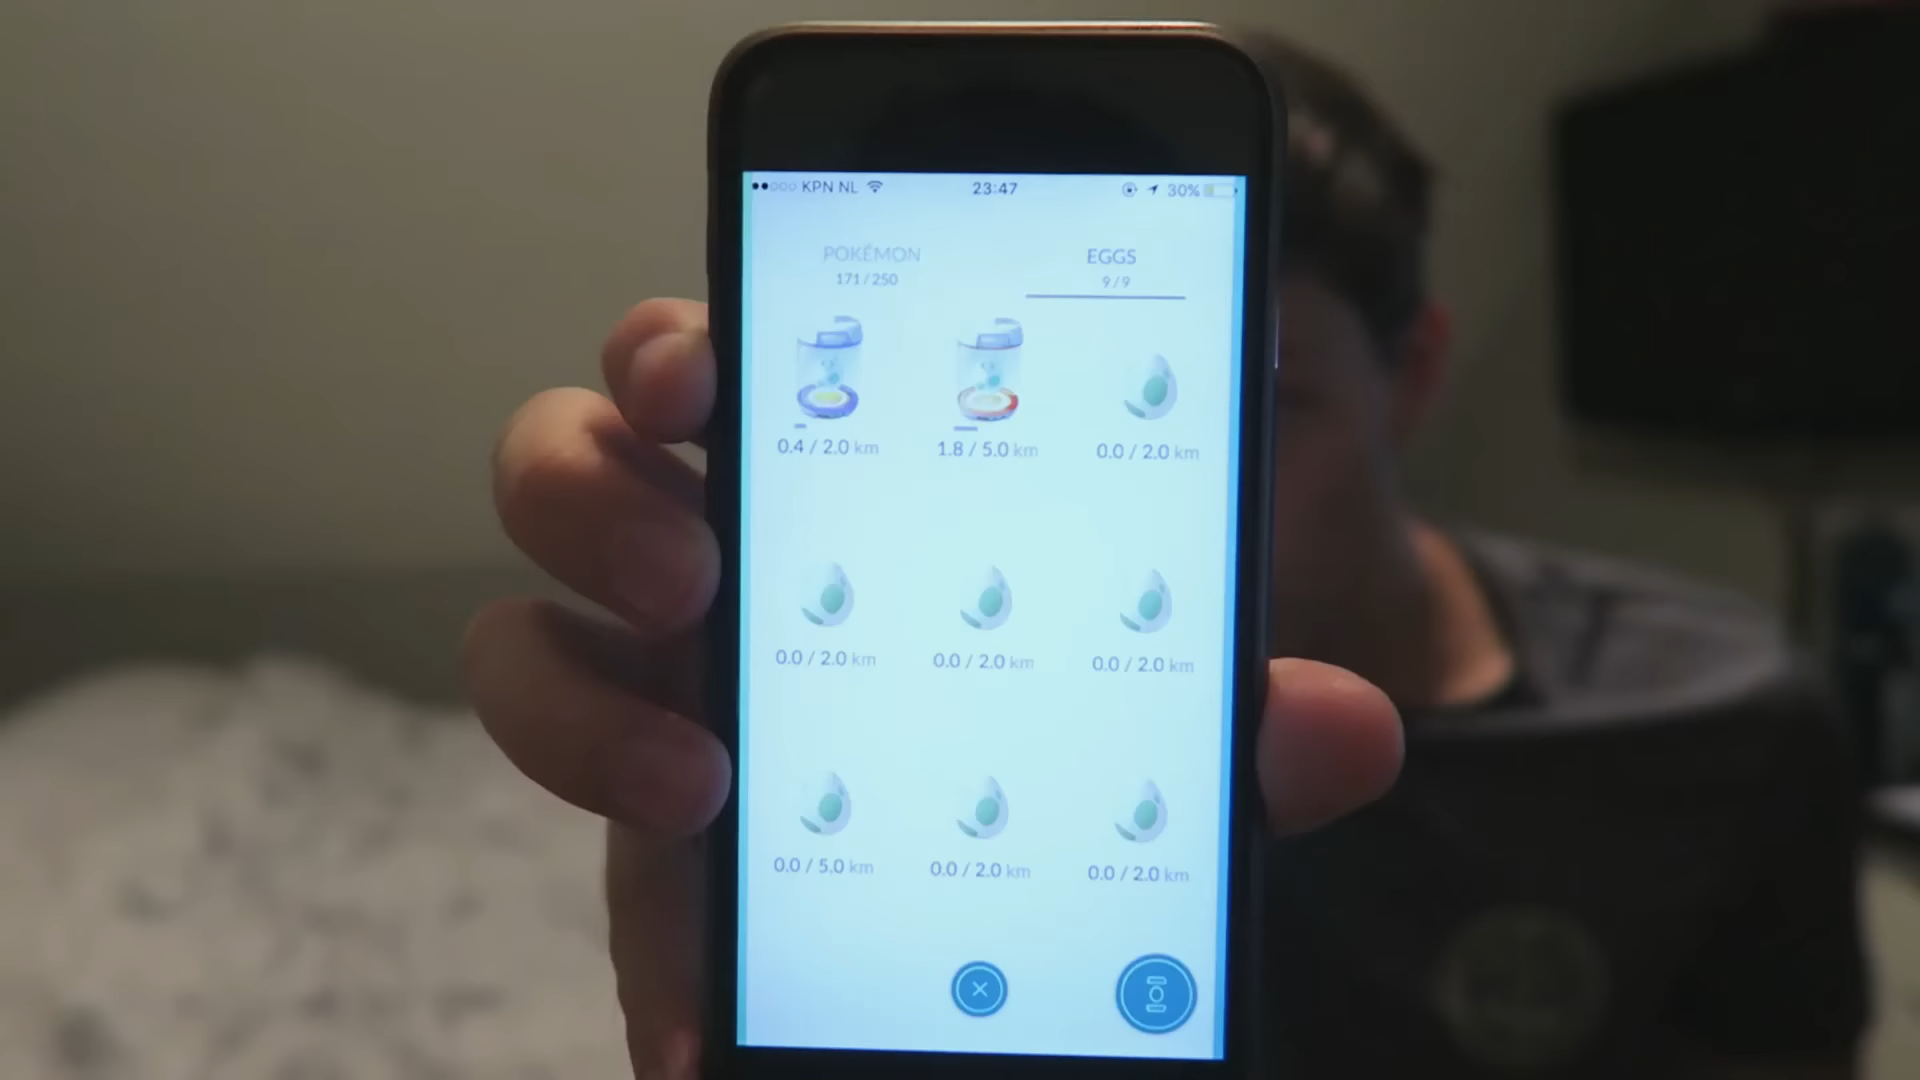 KPN NL 23:47 30%
POKÉMON EGGS
171/250 9/9
0.4 / 2.0 km 1.8 / 5.0 km 0.0 / 2.0 km
0.0 / 2.0 km 0.0 / 2.0 km 0.0 / 2.0 km
0.0 / 5.0 km 0.0 / 2.0 km 0.0 / 2.0 km